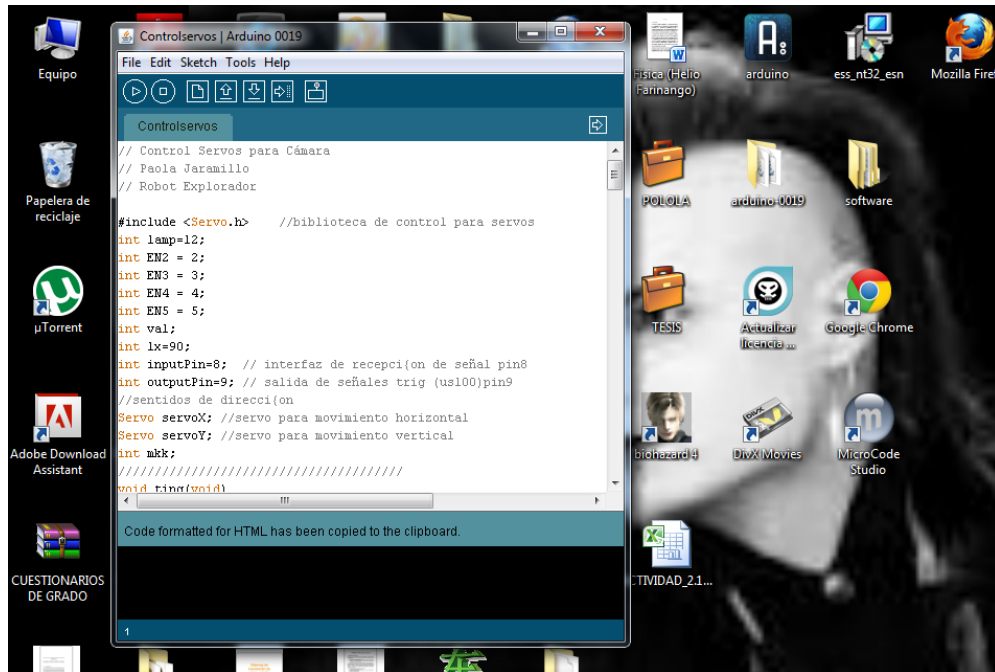 Controlservos | Arduino 0019
File Edit Sketch Tools Help
Controlservos
// Control Servos para Cámara
// Paola Jaramillo
// Robot Explorador
#include <Servo.h>    //biblioteca de control para servos
int lamp=12;
int EN2 = 2;
int EN3 = 3;
int EN4 = 4;
int EN5 = 5;
int val;
int lx=90;
int inputPin=8;  // interfaz de recepci{on de señal pin8
int outputPin=9; // salida de señales trig (us100)pin9
//sentidos de direcci{on
Servo servoX; //servo para movimiento horizontal
Servo servoY; //servo para movimiento vertical
int mkk;
///////////////////////////////////////
void ting(void)
Code formatted for HTML has been copied to the clipboard.
1
Equipo
Papelera de
reciclaje
µTorrent
Adobe Download
Assistant
CUESTIONARIOS
DE GRADO
Fisica (Helio
Farinango)
arduino
ess_nt32_esn
Mozilla Firef
POLOLA
arduino-0019
software
TESIS
Actualizar
licencia ...
Google Chrome
biohazard 4
DivX Movies
MicroCode
Studio
CTIVIDAD_2.1...